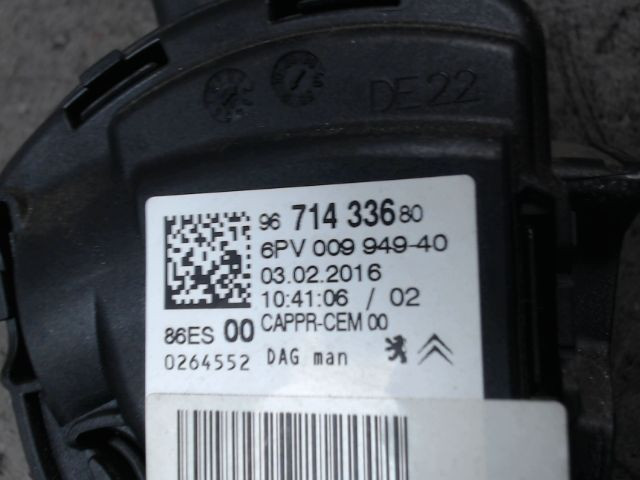 DE22
96 714 336 80
6PV 009 949-40
03.02.2016
10:41:06 / 02
86ES 00 CAPPR-CEM 00
0264552 DAG man